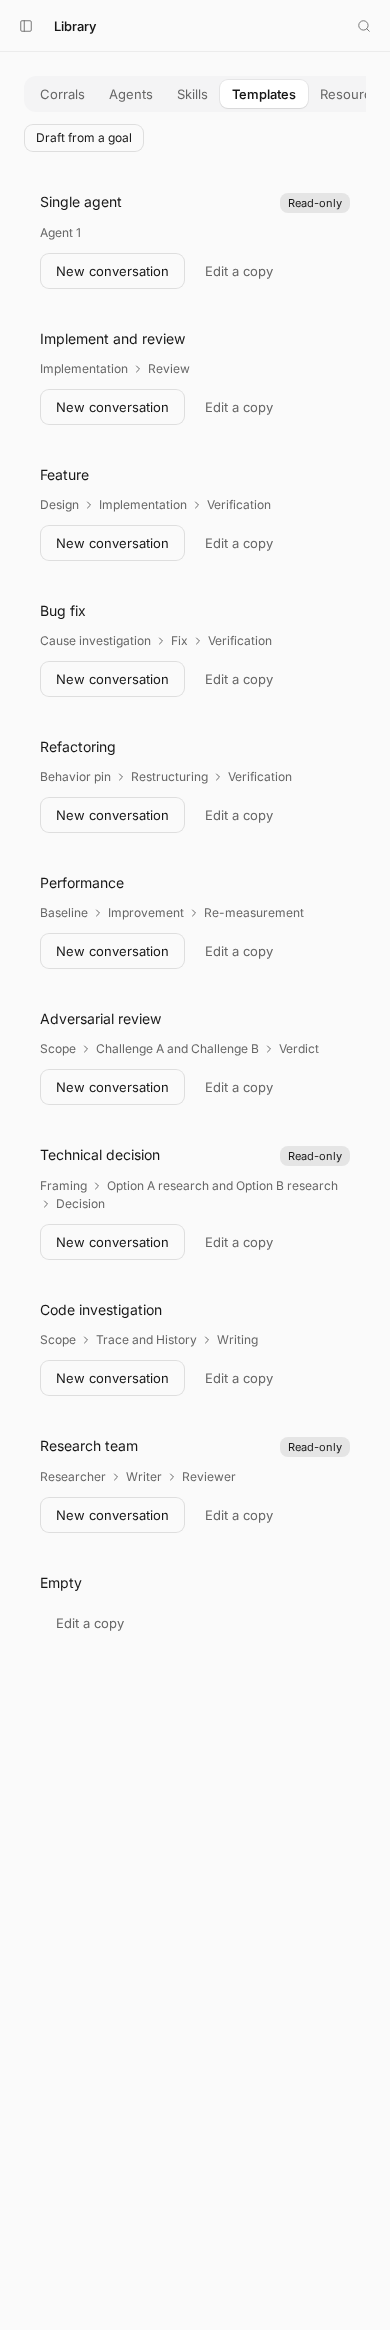 Library
Corrals Agents Skills Templates Resour
Draft from a goal
Single agent Read-only
Agent 1
New conversation Edit a copy
Implement and review
Implementation > Review
New conversation Edit a copy
Feature
Design > Implementation > Verification
New conversation Edit a copy
Bug fix
Cause investigation > Fix > Verification
New conversation Edit a copy
Refactoring
Behavior pin > Restructuring > Verification
New conversation Edit a copy
Performance
Baseline > Improvement > Re-measurement
New conversation Edit a copy
Adversarial review
Scope > Challenge A and Challenge B > Verdict
New conversation Edit a copy
Technical decision Read-only
Framing > Option A research and Option B research
> Decision
New conversation Edit a copy
Code investigation
Scope > Trace and History > Writing
New conversation Edit a copy
Research team Read-only
Researcher > Writer > Reviewer
New conversation Edit a copy
Empty
Edit a copy